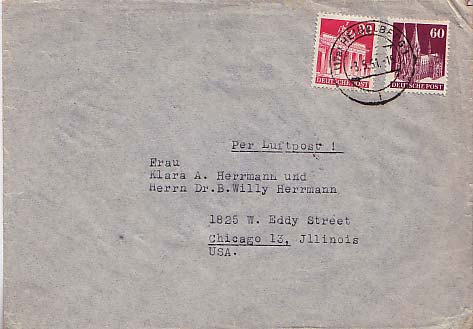 60
DEUTSCHE POST
DEUTSCHE POST
HEIDELBERG
Per Luftpost !
Frau
Klara A. Herrmann und
Herrn Dr.B.Willy Herrmann
1825 W. Eddy Street
Chicago 13, Jllinois
USA.